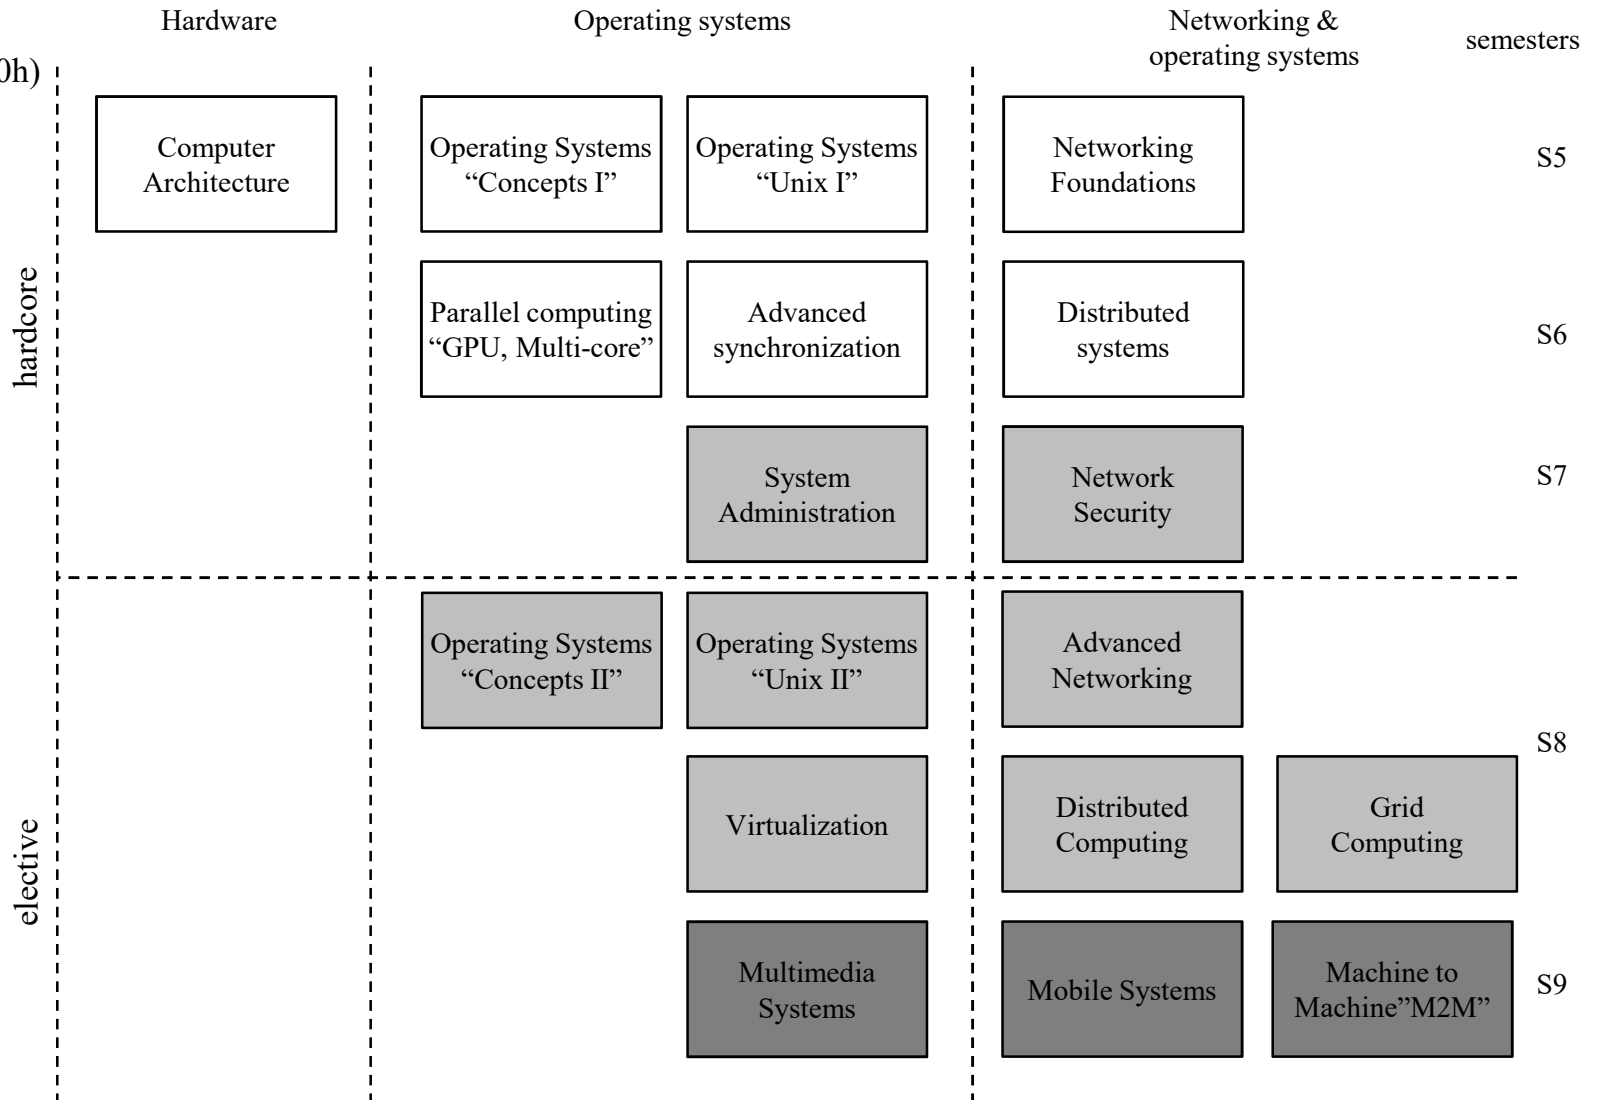 Hardware
Operating systems
Networking &
operating systems
semesters
0h)
Computer
Architecture
Operating Systems
“Concepts I”
Operating Systems
“Unix I”
Networking
Foundations
S5
hardcore
Parallel computing
“GPU, Multi-core”
Advanced
synchronization
Distributed
systems
S6
System
Administration
Network
Security
S7
Operating Systems
“Concepts II”
Operating Systems
“Unix II”
Advanced
Networking
S8
elective
Virtualization
Distributed
Computing
Grid
Computing
Multimedia
Systems
Mobile Systems
Machine to
Machine”M2M”
S9